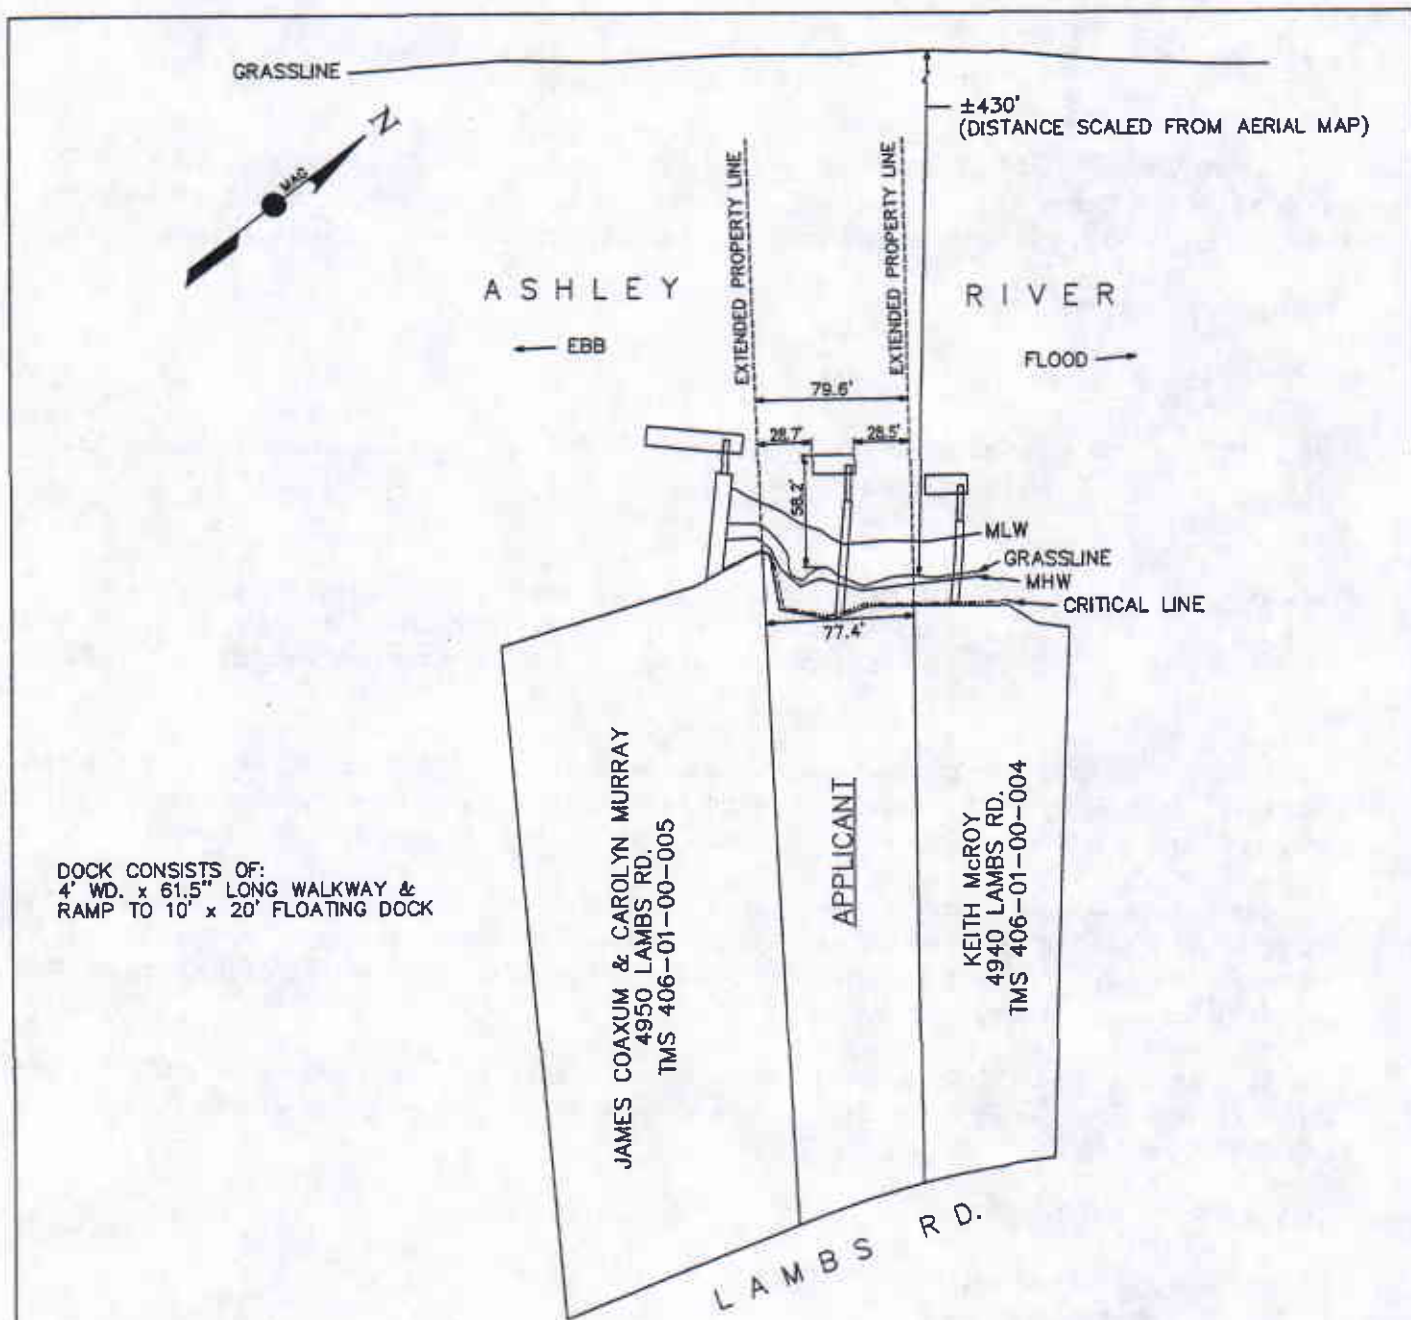 GRASSLINE
±430'
(DISTANCE SCALED FROM AERIAL MAP)
N
MAG
EXTENDED PROPERTY LINE
EXTENDED PROPERTY LINE
ASHLEY RIVER
EBB
FLOOD
79.6'
28.7'
28.5'
58.2'
MLW
GRASSLINE
MHW
CRITICAL LINE
77.4'
JAMES COAXUM & CAROLYN MURRAY
4950 LAMBS RD.
TMS 406-01-00-005
APPLICANT
KEITH McROY
4940 LAMBS RD.
TMS 406-01-00-004
DOCK CONSISTS OF:
4' WD. x 61.5" LONG WALKWAY &
RAMP TO 10' x 20' FLOATING DOCK
LAMBS RD.